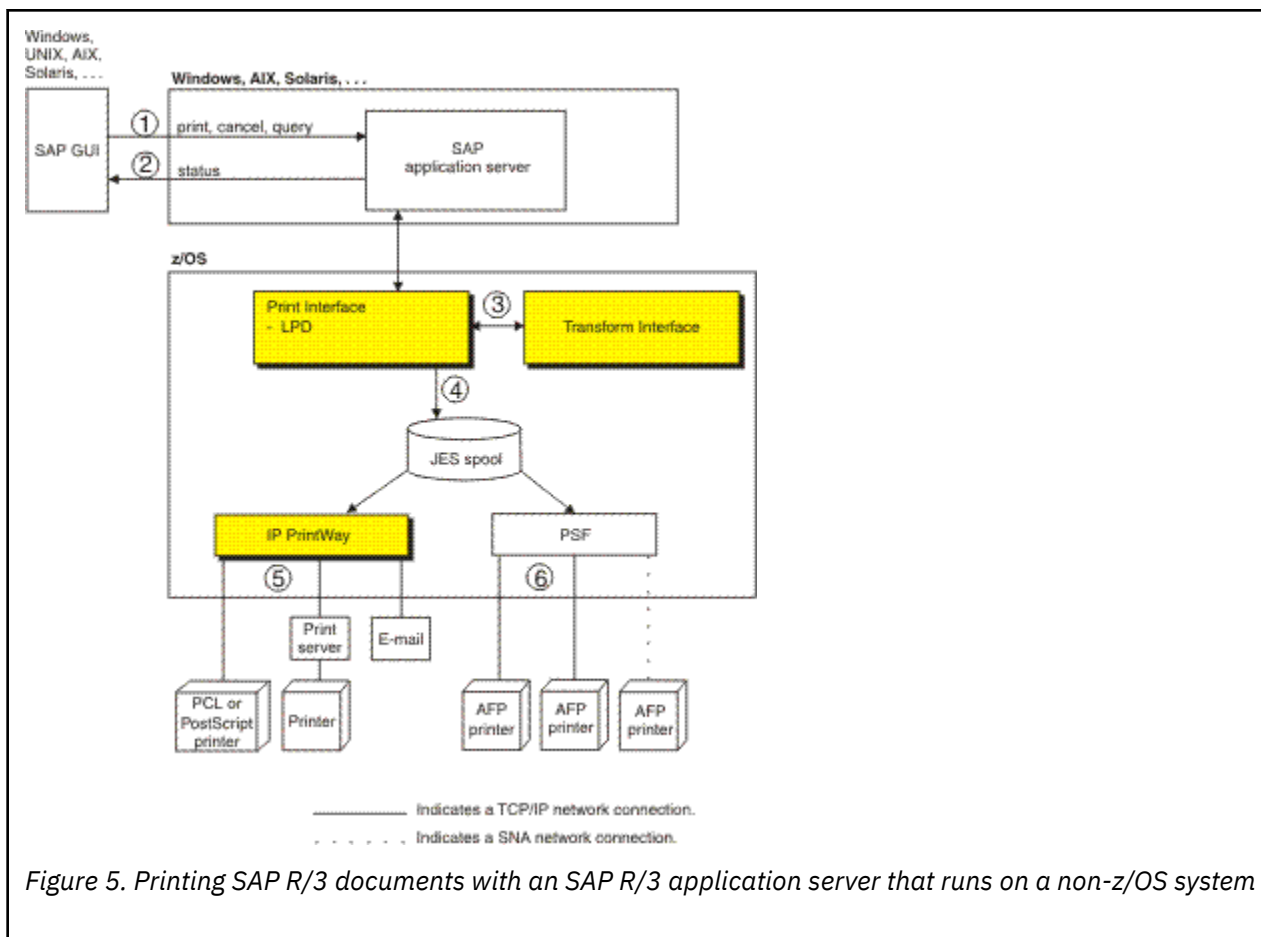 Windows,
UNIX, AIX,
Solaris, . . .
Windows, AIX, Solaris, . . .
SAP GUI
1
print, cancel, query
2
status
SAP
application server
z/OS
Print Interface
- LPD
3
Transform Interface
4
JES spool
IP PrintWay
PSF
5
6
Print
server
E-mail
PCL or
PostScript
printer
Printer
AFP
printer
AFP
printer
AFP
printer
Indicates a TCP/IP network connection.
Indicates a SNA network connection.
Figure 5. Printing SAP R/3 documents with an SAP R/3 application server that runs on a non-z/OS system